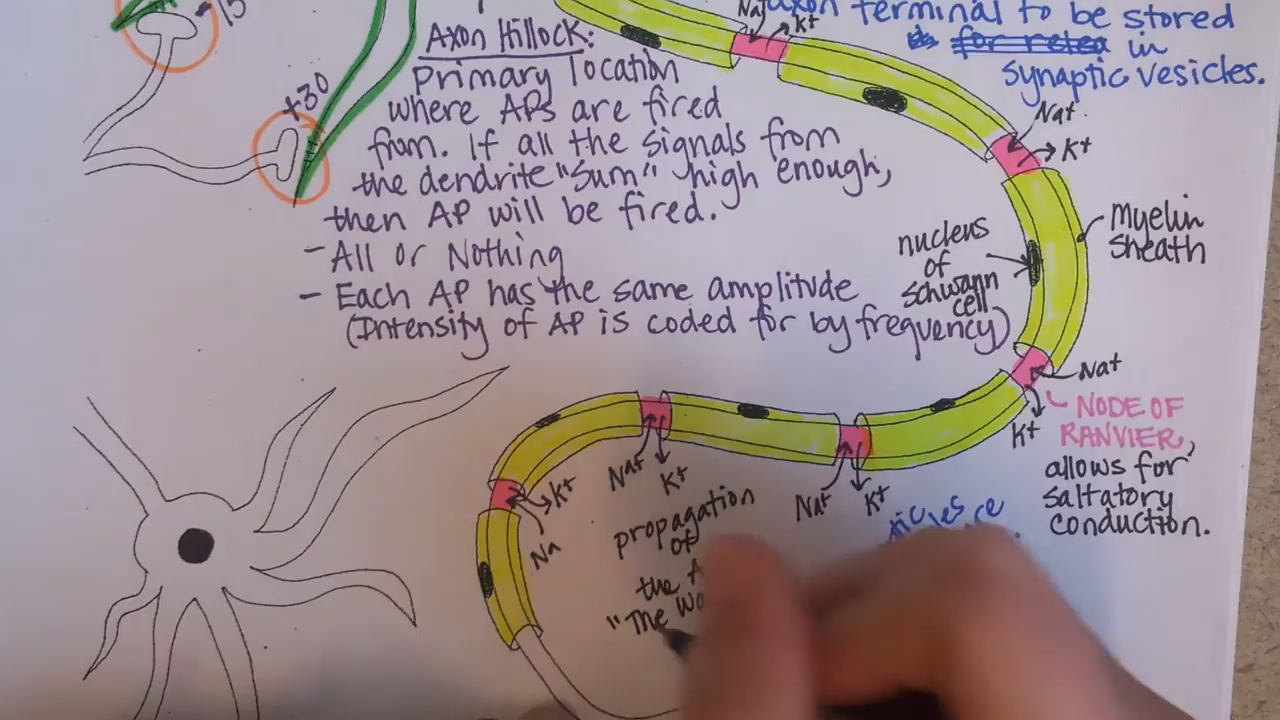 -15
+30
Axon Hillock:
primary location
where APs are fired
from. If all the signals from
the dendrite "Sum" high enough,
then AP will be fired.
- All or Nothing
- Each AP has the same amplitude
(Intensity of AP is coded for by frequency)
Na+
K+
axon terminal to be stored
in
synaptic vesicles.
Na+
K+
nucleus
of
schwann
cell
Myelin
sheath
Na+
K+
NODE OF
RANVIER,
allows for
saltatory
conduction.
Na+
K+
Na+
K+
K+
Na
propagation
of
the
"The